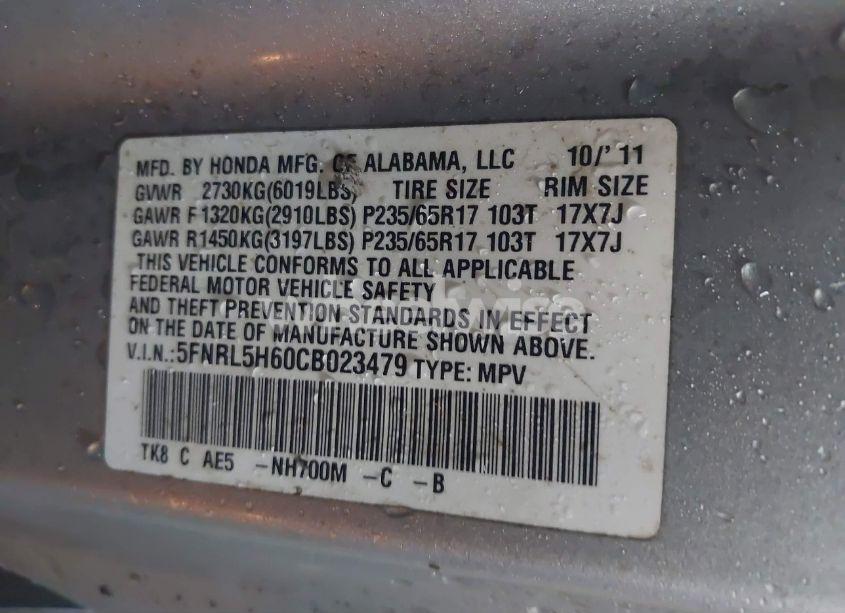 MFD. BY HONDA MFG. OF ALABAMA, LLC 10/'11
GVWR 2730KG(6019LBS) TIRE SIZE RIM SIZE
GAWR F1320KG(2910LBS) P235/65R17 103T 17X7J
GAWR R1450KG(3197LBS) P235/65R17 103T 17X7J
THIS VEHICLE CONFORMS TO ALL APPLICABLE
FEDERAL MOTOR VEHICLE SAFETY
AND THEFT PREVENTION STANDARDS IN EFFECT
ON THE DATE OF MANUFACTURE SHOWN ABOVE.
V.I.N.:5FNRL5H60CB023479 TYPE: MPV
TK8 C AE5 -NH700M -C -B